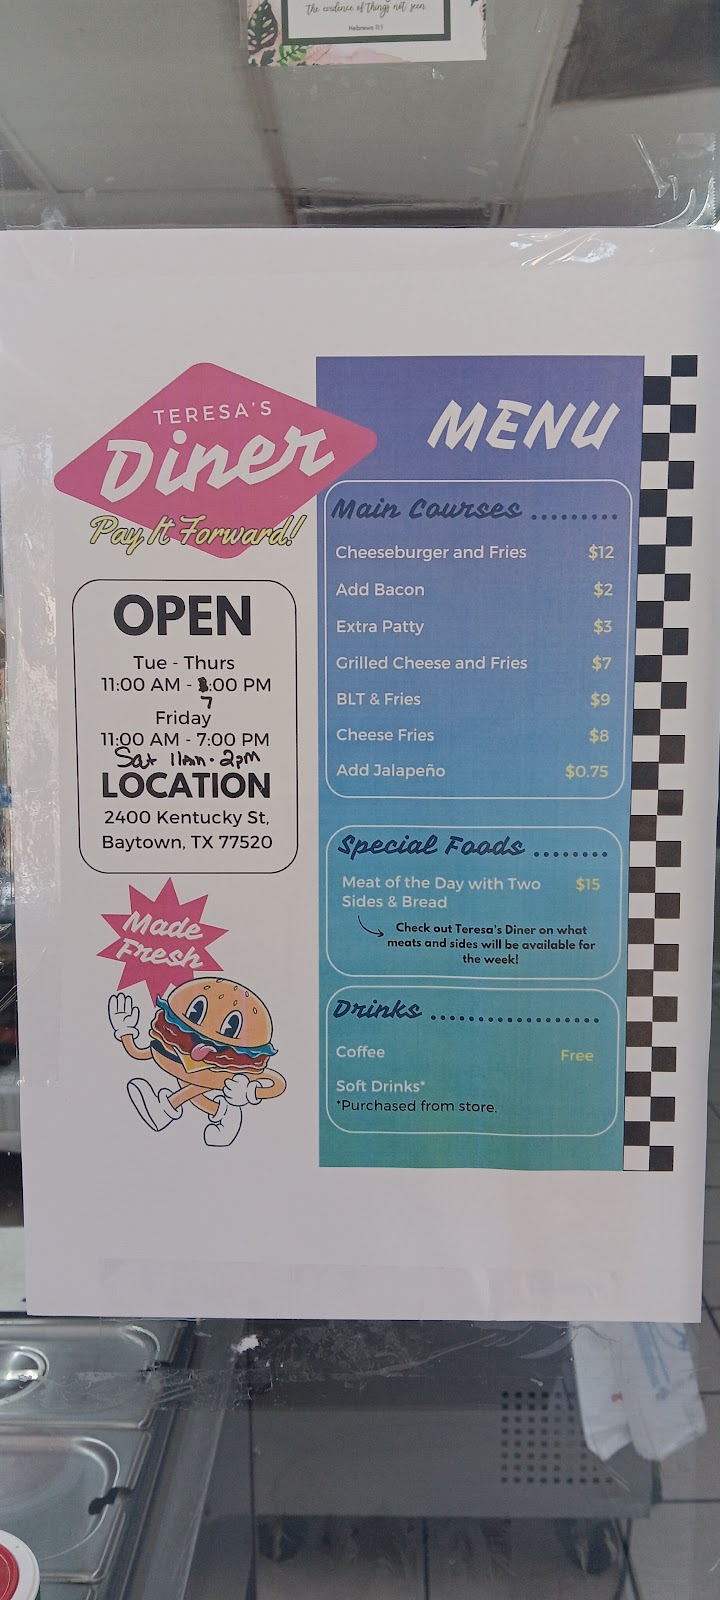 the evidence of things not seen.
Hebrews 11:1
TERESA'S
Diner
Pay It Forward!
OPEN
Tue - Thurs
11:00 AM - :00 PM
7
Friday
11:00 AM - 7:00 PM
Sat 11am - 2pm
LOCATION
2400 Kentucky St,
Baytown, TX 77520
Made
Fresh
MENU
Main Courses .........
Cheeseburger and Fries $12
Add Bacon $2
Extra Patty $3
Grilled Cheese and Fries $7
BLT & Fries $9
Cheese Fries $8
Add Jalapeño $0.75
Special Foods ........
Meat of the Day with Two $15
Sides & Bread
Check out Teresa's Diner on what
meats and sides will be available for
the week!
Drinks ..................
Coffee Free
Soft Drinks*
*Purchased from store.